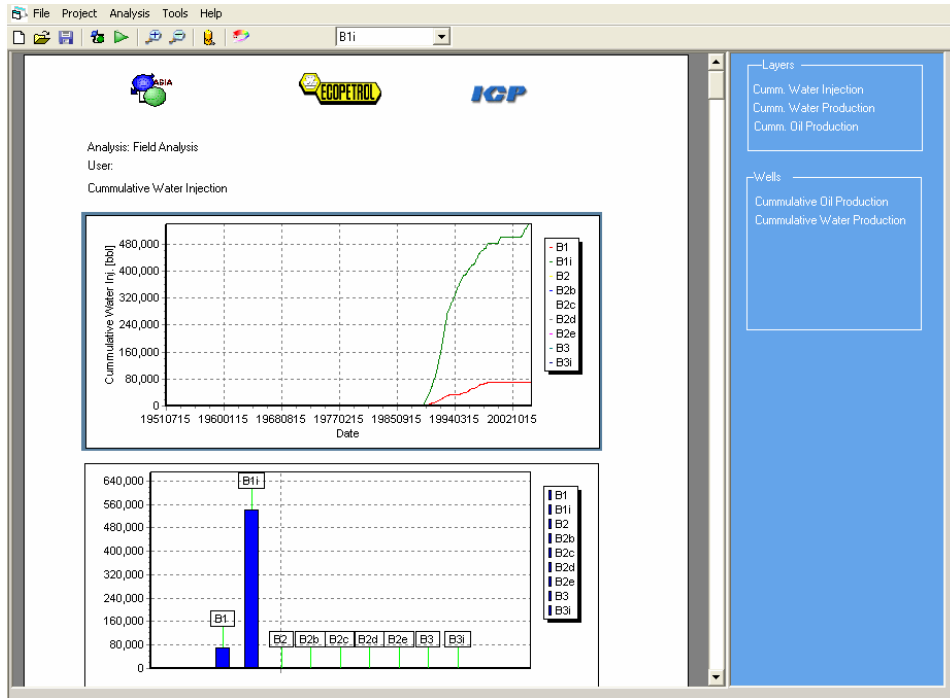 File Project Analysis Tools Help
B1i
ASIA
ECOPETROL
ICP
Analysis: Field Analysis
User:
Cummulative Water Injection
Cummulative Water Inj. [bbl]
480,000
400,000
320,000
240,000
160,000
80,000
0
19510715 19600115 19680815 19770215 19850915 19940315 20021015
Date
B1
B1i
B2
B2b
B2c
B2d
B2e
B3
B3i
640,000
560,000
480,000
400,000
320,000
240,000
160,000
80,000
0
B1i
B1
B2 B2b B2c B2d B2e B3 B3i
B1
B1i
B2
B2b
B2c
B2d
B2e
B3
B3i
Layers
Cumm. Water Injection
Cumm. Water Production
Cumm. Oil Production
Wells
Cummulative Oil Production
Cummulative Water Production